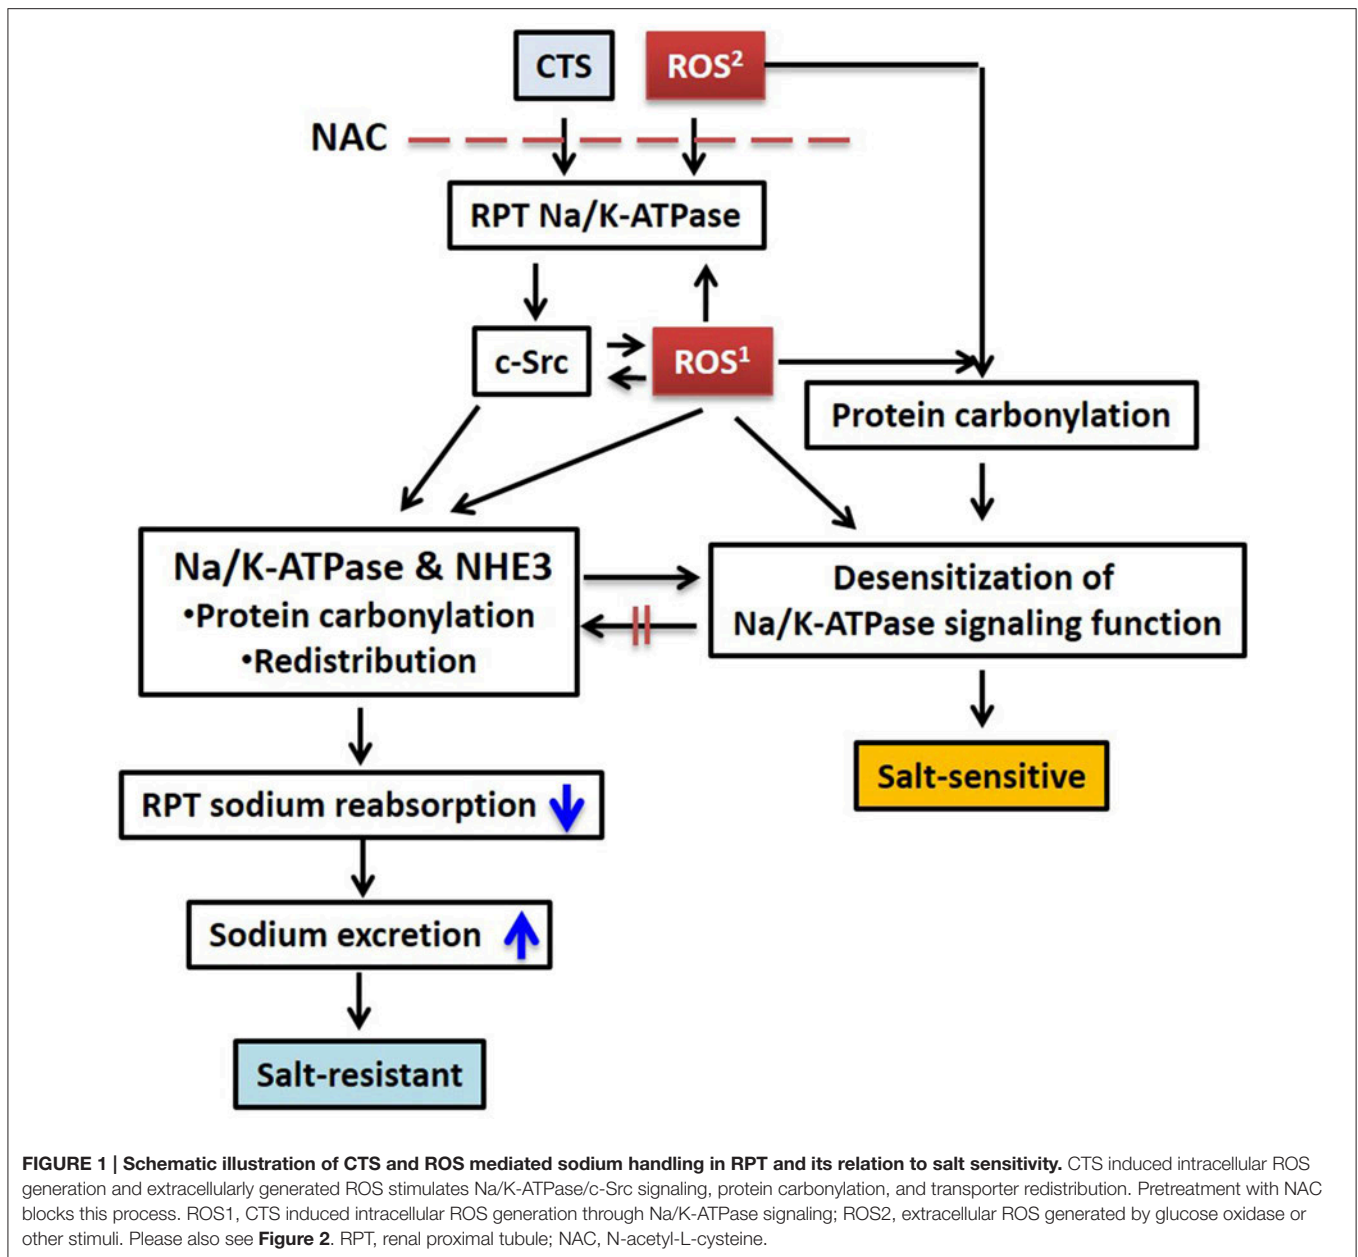 CTS
ROS²
NAC
RPT Na/K-ATPase
c-Src
ROS¹
Protein carbonylation
Na/K-ATPase & NHE3
•Protein carbonylation
•Redistribution
Desensitization of
Na/K-ATPase signaling function
RPT sodium reabsorption
Salt-sensitive
Sodium excretion
Salt-resistant
FIGURE 1 | Schematic illustration of CTS and ROS mediated sodium handling in RPT and its relation to salt sensitivity. CTS induced intracellular ROS
generation and extracellularly generated ROS stimulates Na/K-ATPase/c-Src signaling, protein carbonylation, and transporter redistribution. Pretreatment with NAC
blocks this process. ROS1, CTS induced intracellular ROS generation through Na/K-ATPase signaling; ROS2, extracellular ROS generated by glucose oxidase or
other stimuli. Please also see Figure 2. RPT, renal proximal tubule; NAC, N-acetyl-L-cysteine.